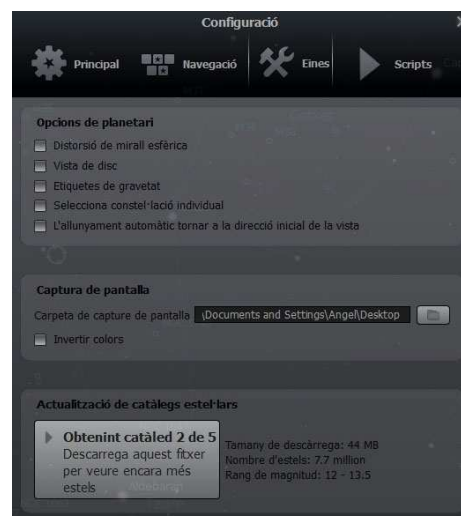 Configuració
Principal
Navegació
Eines
Scripts
Opcions de planetari
Distorsió de mirall esfèrica
Vista de disc
Etiquetes de gravetat
Selecciona constel·lació individual
L'allunyament automàtic tornar a la direcció inicial de la vista
Captura de pantalla
Carpeta de capture de pantalla \Documents and Settings\Angel\Desktop
Invertir colors
Actualització de catàlegs estel·lars
Obtenint catàled 2 de 5
Descarrega aquest fitxer
per veure encara més
estels
Tamany de descàrrega: 44 MB
Nombre d'estels: 7.7 million
Rang de magnitud: 12 - 13.5
Aldebaran